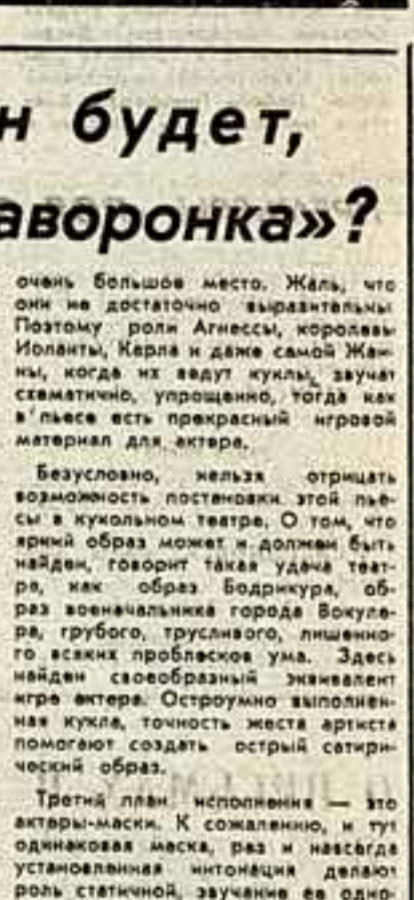 н будет,
аворонка»?
очень большое место. Жаль, что
они не достаточно выразительны.
Поэтому роли Агнессы, королевы
Иоланты, Карла и даже самой Жан-
ны, когда их ведут куклы, звучат
схематично, упрощенно, тогда как
в пьесе есть прекрасный игровой
материал для актера.
Безусловно, нельзя отрицать
возможность постановки этой пье-
сы в кукольном театре. О том, что
яркий образ может и должен быть
найден, говорит такая удача теат-
ра, как образ Бодрикура, об-
раз военачальника города Вокуле-
ра, грубого, трусливого, лишенно-
го всяких проблесков ума. Здесь
найден своеобразный эквивалент
игре актера. Остроумно выполнен-
ная кукла, точность жеста артиста
помогают создать острый сатири-
ческий образ.
Третий план исполнения — это
актеры-маски. К сожалению, и тут
одинаковая маска, раз и навсегда
установленная интонация делают
роль статичной, звучание ее одно-